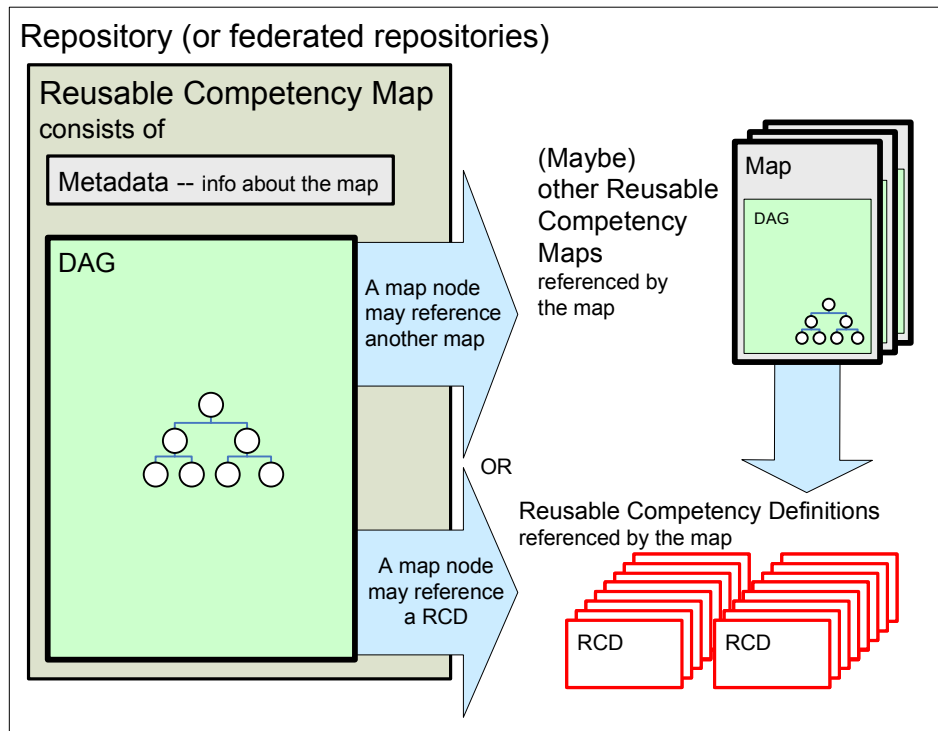 Repository (or federated repositories)
Reusable Competency Map
consists of
Metadata -- info about the map
DAG
A map node
may reference
another map
OR
A map node
may reference
a RCD
(Maybe)
other Reusable
Competency
Maps
referenced by
the map
Map
DAG
Reusable Competency Definitions
referenced by the map
RCD
RCD